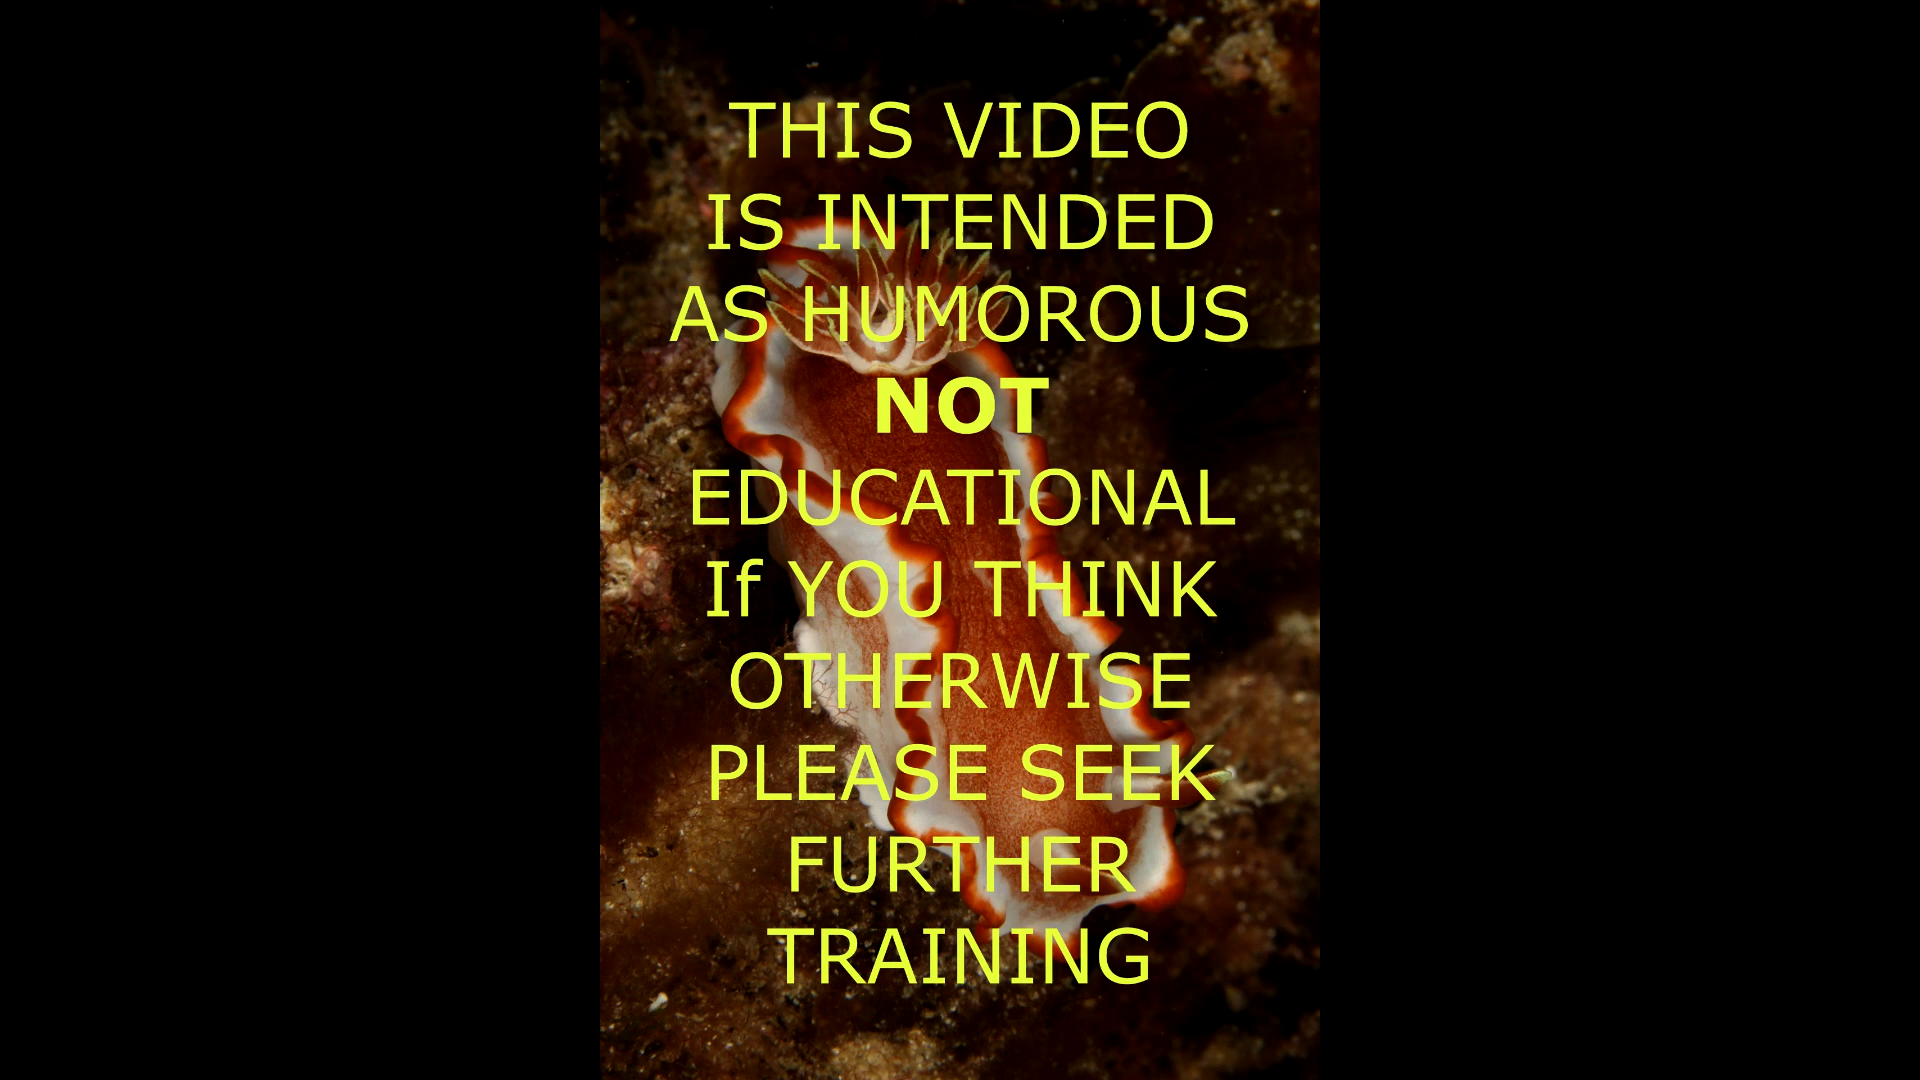 THIS VIDEO
IS INTENDED
AS HUMOROUS
NOT
EDUCATIONAL
If YOU THINK
OTHERWISE
PLEASE SEEK
FURTHER
TRAINING